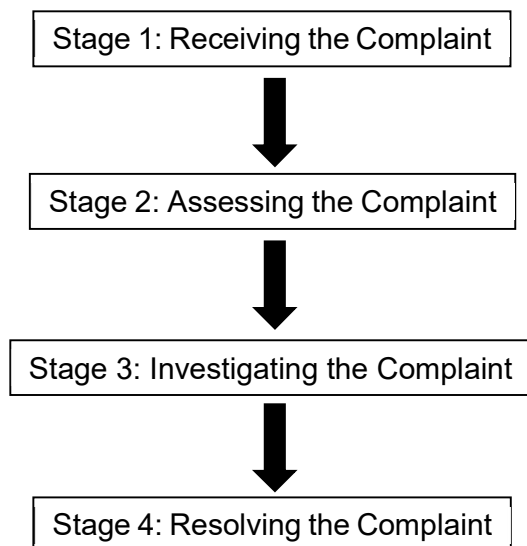 Stage 1: Receiving the Complaint
Stage 2: Assessing the Complaint
Stage 3: Investigating the Complaint
Stage 4: Resolving the Complaint